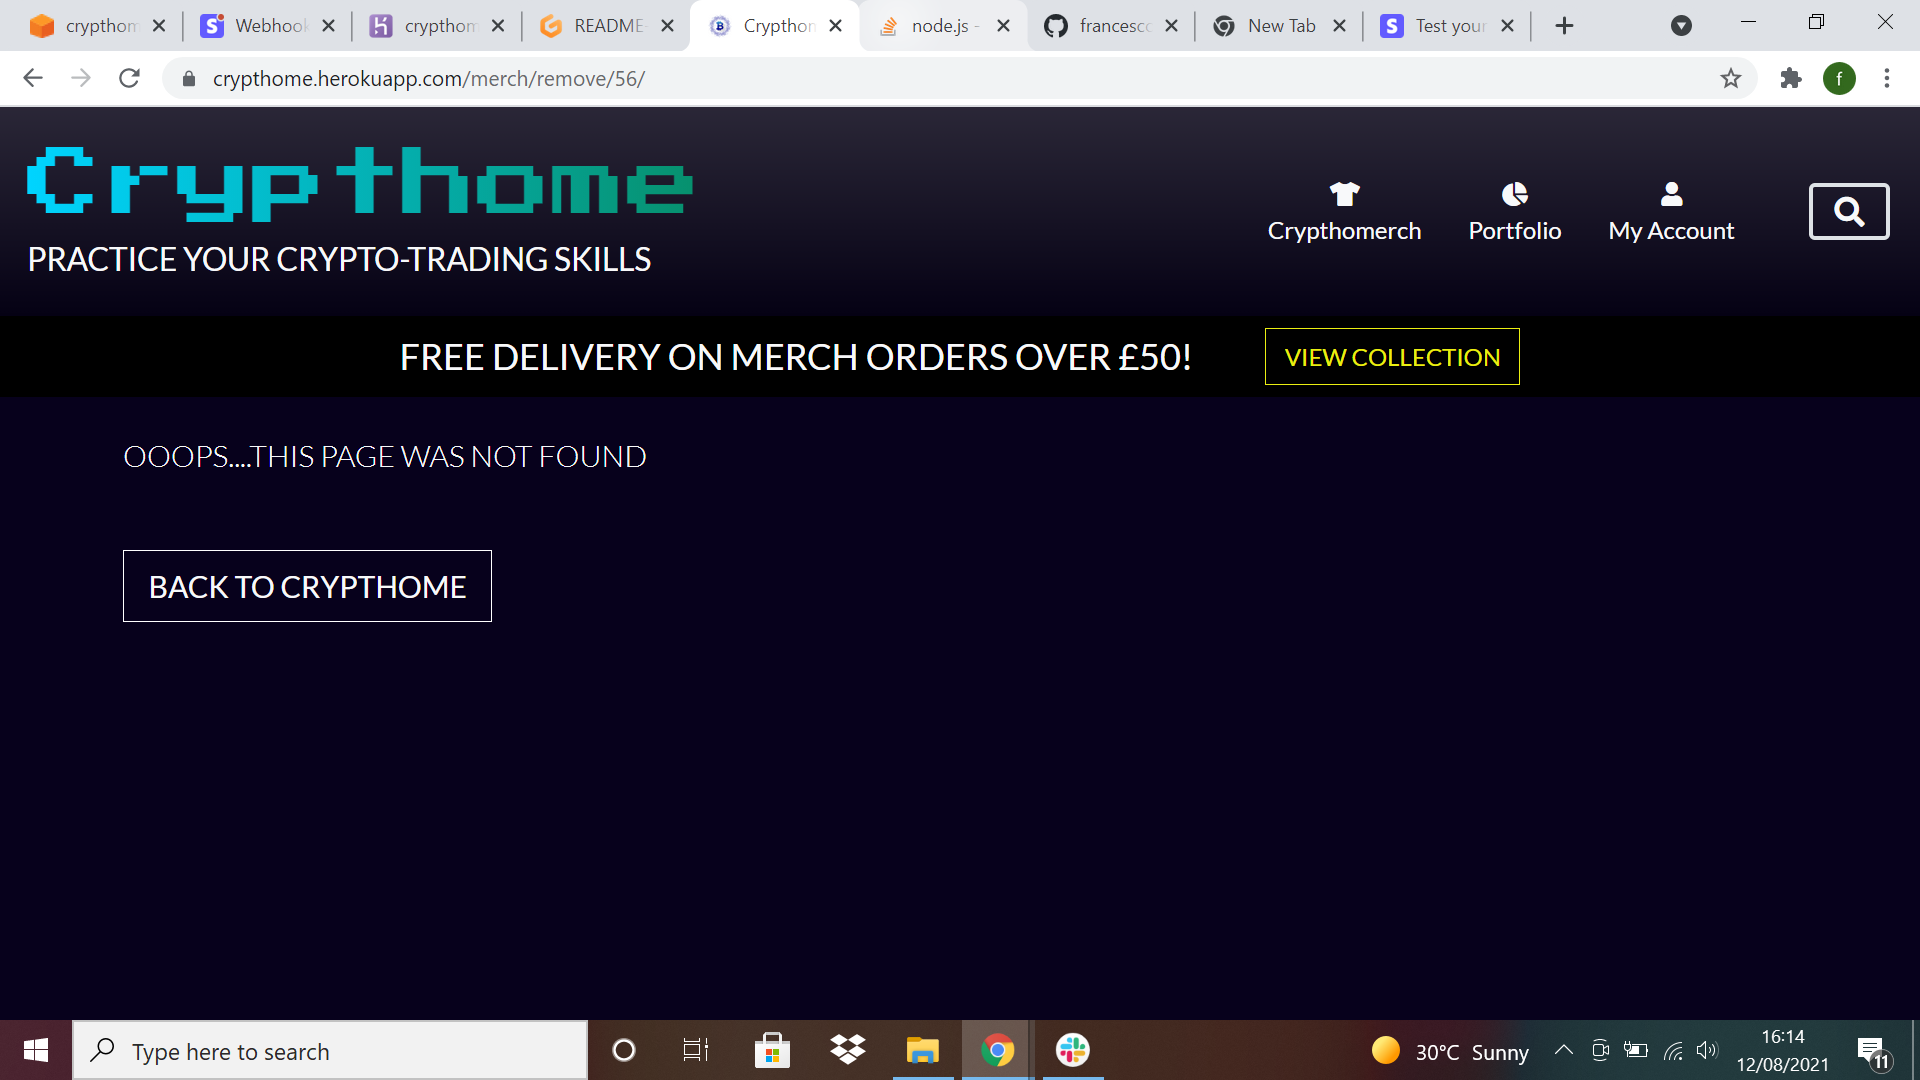 crypthom
Webhook
crypthom
README
Crypthon
node.js -
francesco
New Tab
Test your
crypthome.herokuapp.com/merch/remove/56/
f
Crypthome
PRACTICE YOUR CRYPTO-TRADING SKILLS
Crypthomerch
Portfolio
My Account
FREE DELIVERY ON MERCH ORDERS OVER £50!
VIEW COLLECTION
OOOPS....THIS PAGE WAS NOT FOUND
BACK TO CRYPTHOME
Type here to search
30°C Sunny
16:14
12/08/2021
11